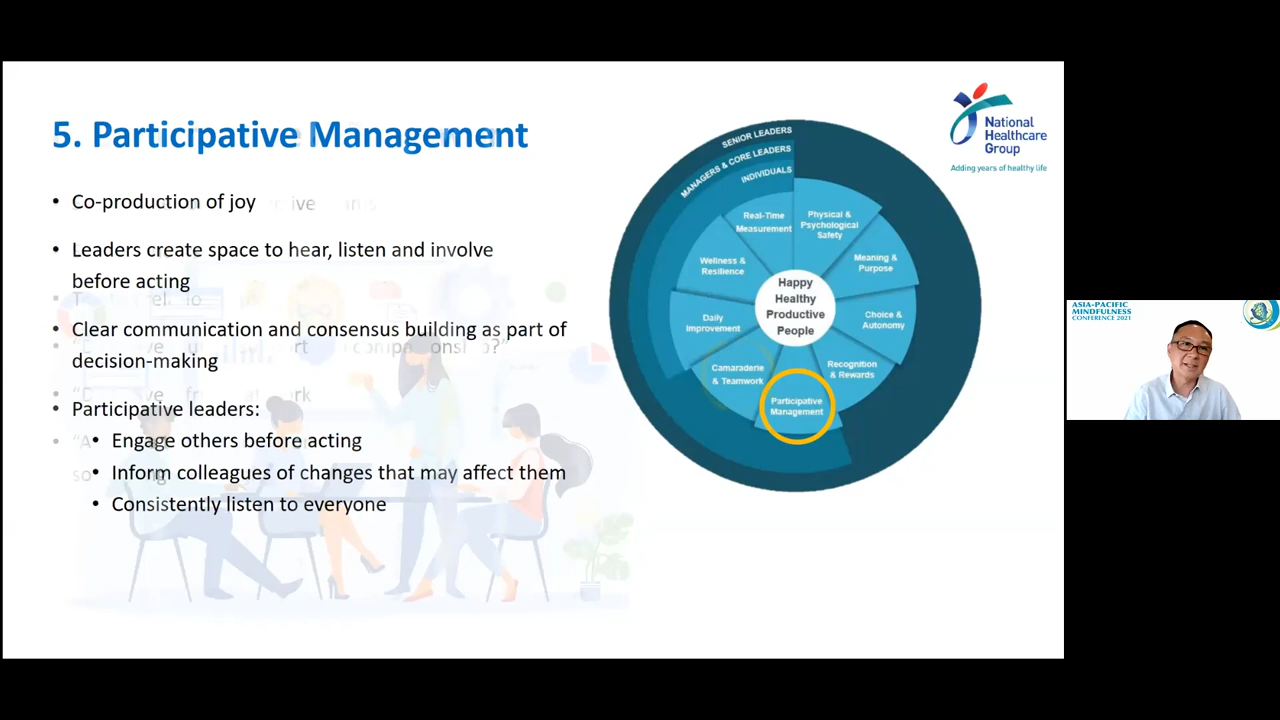 5. Participative Management
• Co-production of joy
• Leaders create space to hear, listen and involve
before acting
• Clear communication and consensus building as part of
decision-making
• Participative leaders:
• Engage others before acting
• Inform colleagues of changes that may affect them
• Consistently listen to everyone
SENIOR LEADERS
MANAGERS & CORE LEADERS
INDIVIDUALS
Real-Time
Measurement
Physical &
Psychological
Safety
Meaning &
Purpose
Choice &
Autonomy
Recognition
& Rewards
Participative
Management
Camaraderie
& Teamwork
Daily
Improvement
Wellness &
Resilience
Happy
Healthy
Productive
People
National
Healthcare
Group
Adding years of healthy life
ASIA-PACIFIC
MINDFULNESS
CONFERENCE 2021